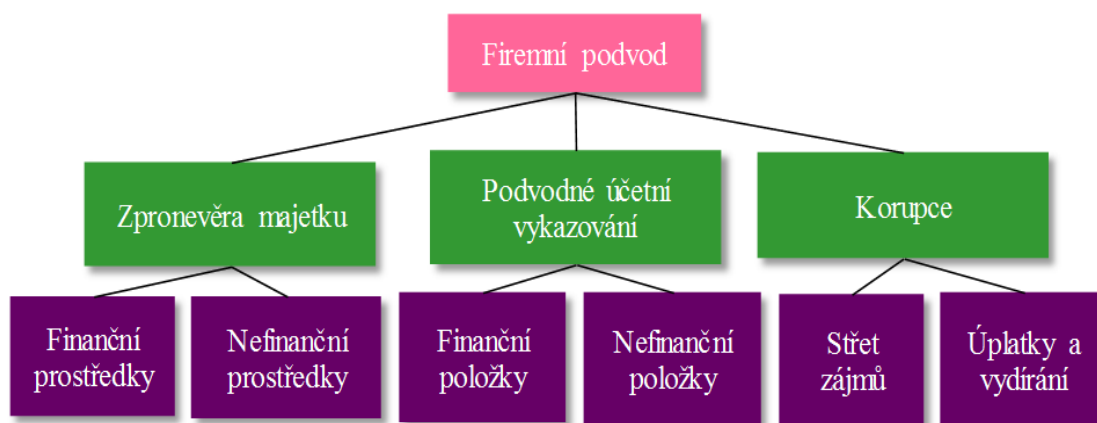 Firemní podvod
Zpronevěra majetku
Podvodné účetní
vykazování
Korupce
Finanční
prostředky
Nefinanční
prostředky
Finanční
položky
Nefinanční
položky
Střet
zájmů
Úplatky a
vydírání